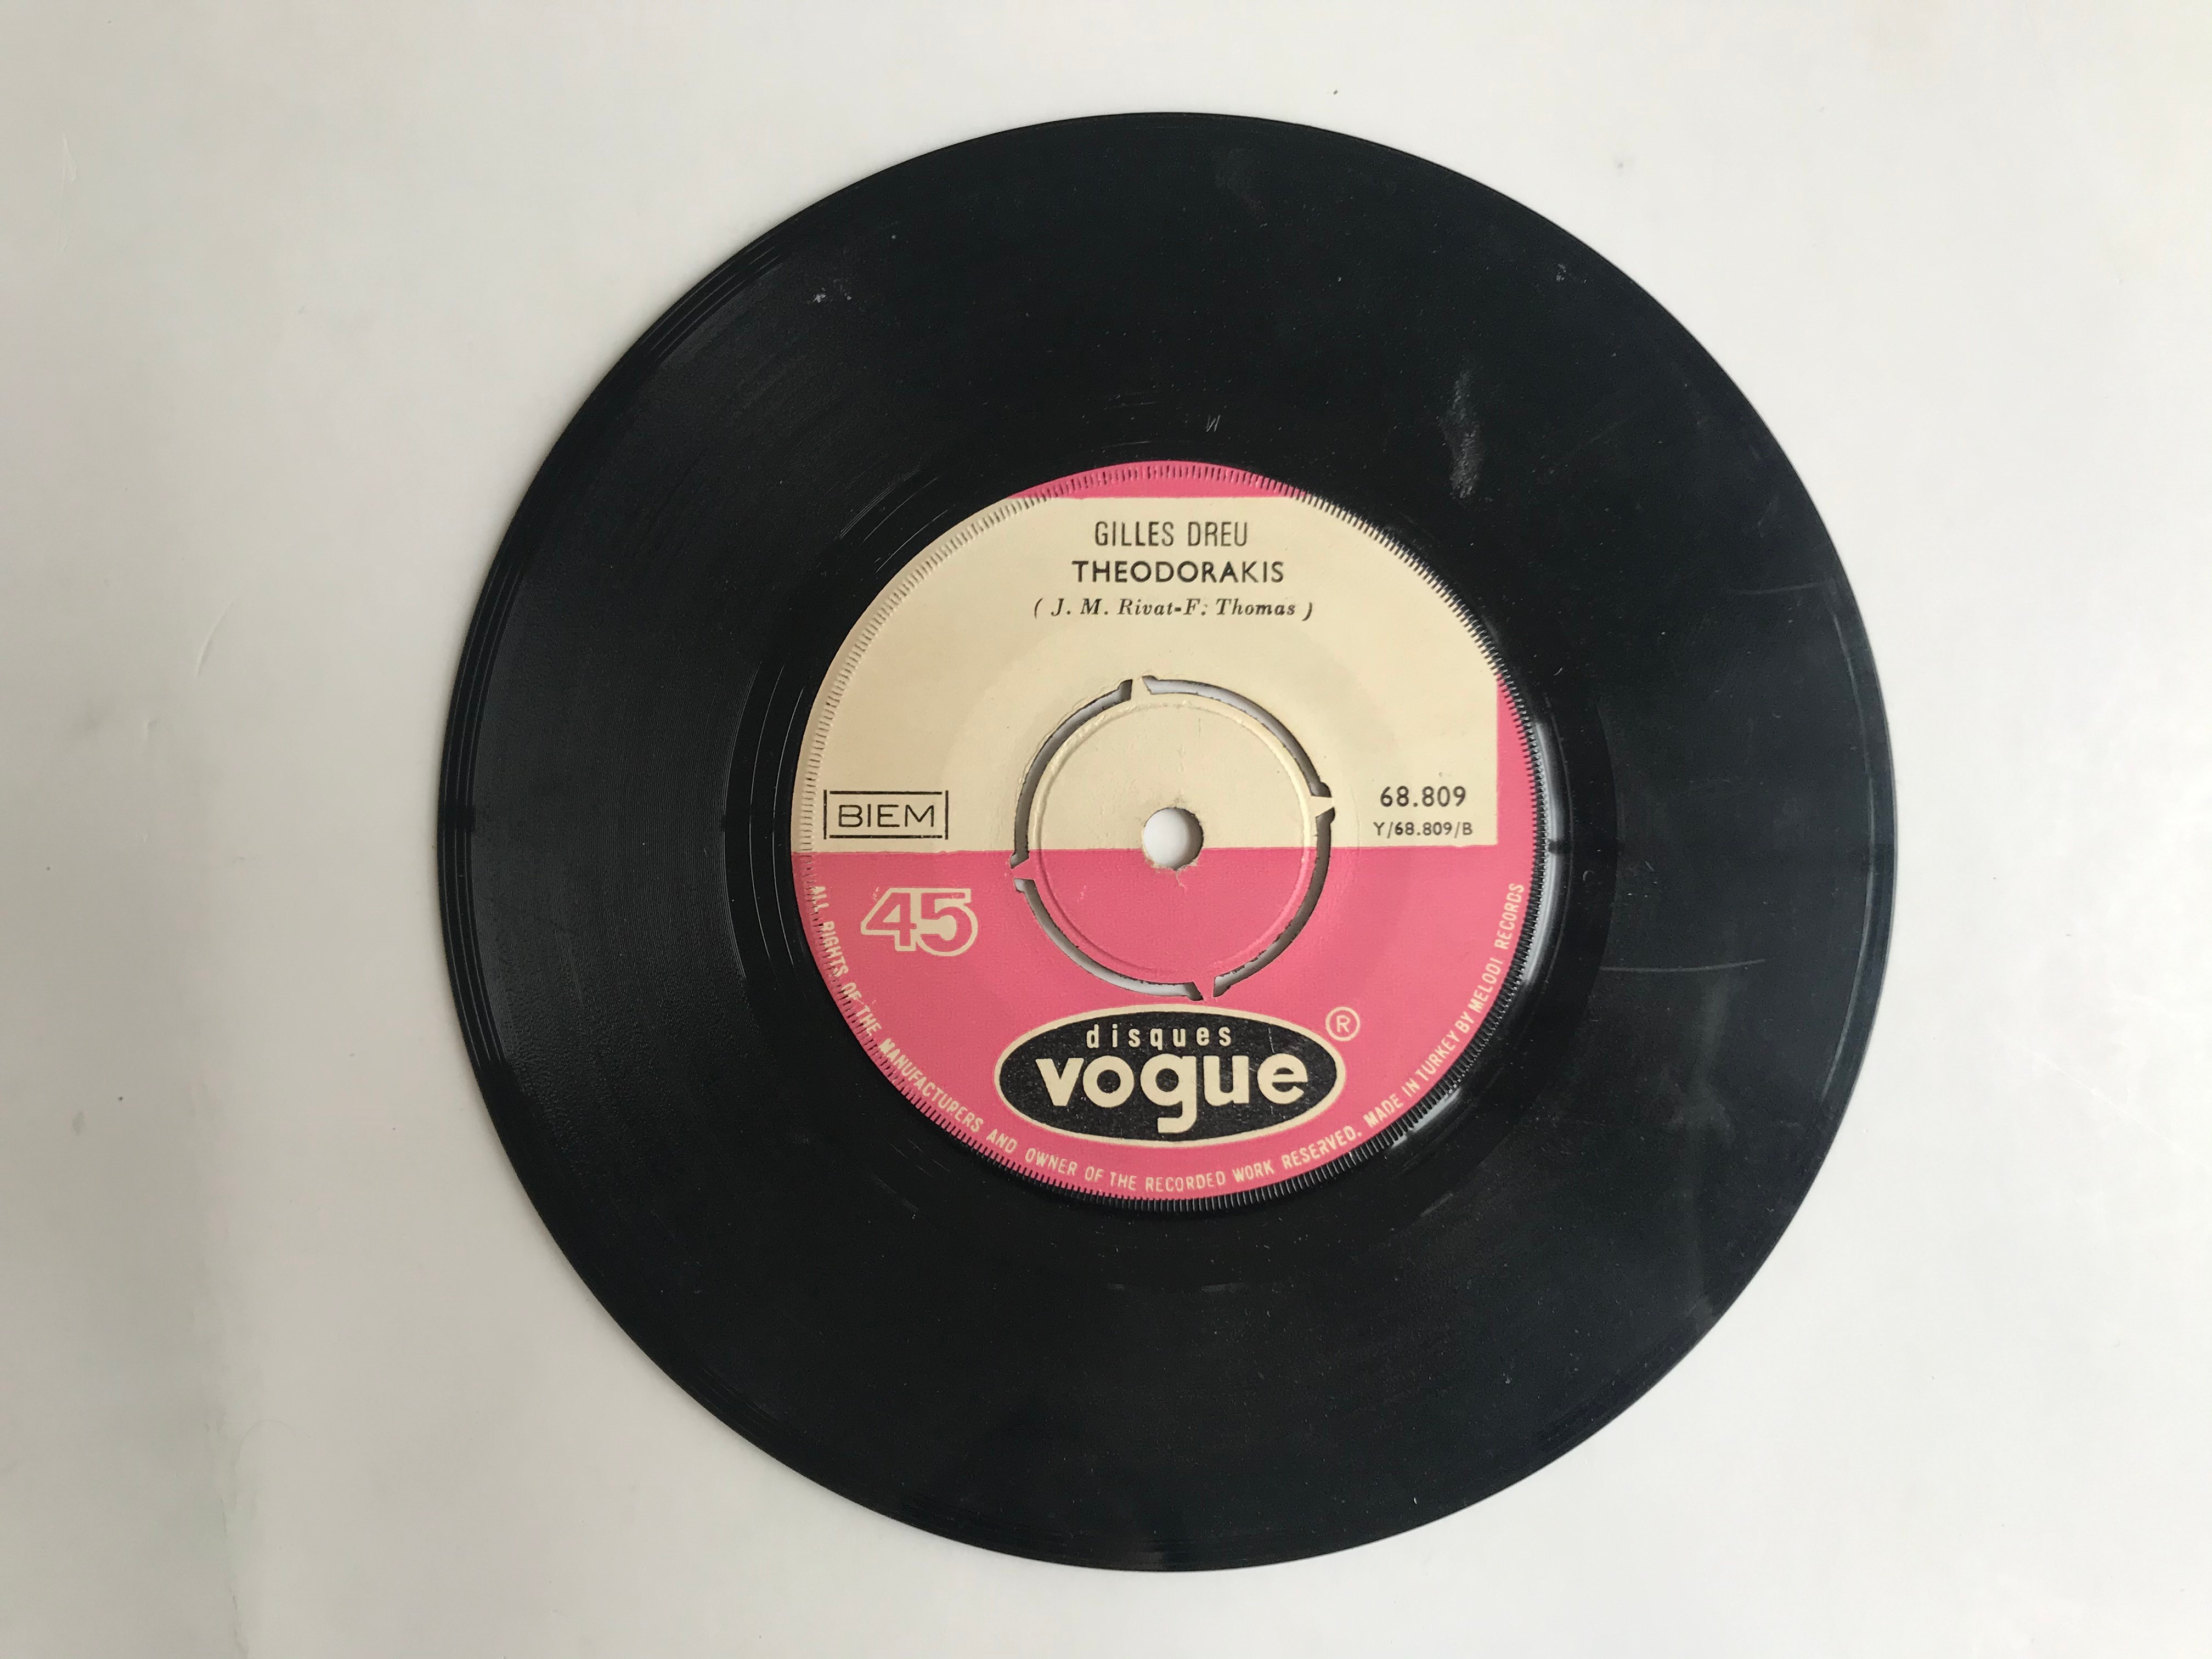 GILLES DREU
THEODORAKIS
( J. M. Rivat-F. Thomas )
BIEM
68.809
Y/68.809/B
45
disques
vogue
®
ALL RIGHTS OF THE MANUFACTURERS AND OWNER OF THE RECORDED WORK RESERVED. MADE IN TURKEY BY MELODI RECORDS